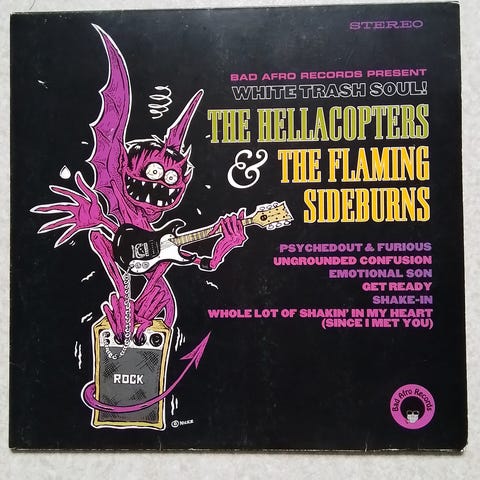 STEREO
BAD AFRO RECORDS PRESENT
WHITE TRASH SOUL!
THE HELLACOPTERS
& THE FLAMING
SIDEBURNS
PSYCHEDOUT & FURIOUS
UNGROUNDED CONFUSION
EMOTIONAL SON
GET READY
SHAKE-IN
WHOLE LOT OF SHAKIN' IN MY HEART
(SINCE I MET YOU)
ROCK
Bad Afro Records